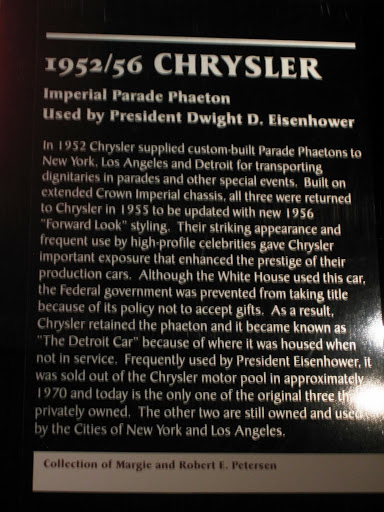 1952/56 CHRYSLER
Imperial Parade Phaeton
Used by President Dwight D. Eisenhower
In 1952 Chrysler supplied custom-built Parade Phaetons to
New York, Los Angeles and Detroit for transporting
dignitaries in parades and other special events. Built on
extended Crown Imperial chassis, all three were returned
to Chrysler in 1955 to be updated with new 1956
"Forward Look" styling. Their striking appearance and
frequent use by high-profile celebrities gave Chrysler
important exposure that enhanced the prestige of their
production cars. Although the White House used this car,
the Federal government was prevented from taking title
because of its policy not to accept gifts. As a result,
Chrysler retained the phaeton and it became known as
"The Detroit Car" because of where it was housed when
not in service. Frequently used by President Eisenhower, it
was sold out of the Chrysler motor pool in approximately
1970 and today is the only one of the original three
privately owned. The other two are still owned and used
by the Cities of New York and Los Angeles.
Collection of Margie and Robert E. Petersen